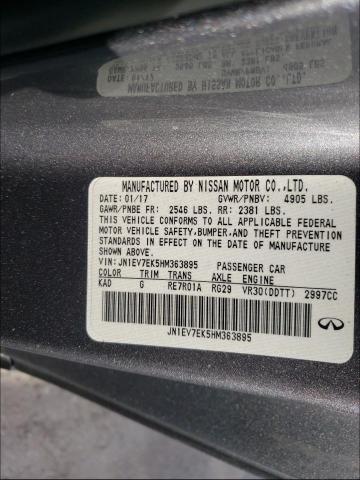 MANUFACTURED BY NISSAN MOTOR CO.,LTD.
DATE: 01/17 GVWR/PNBV: 4905 LBS.
GAWR/PNBE FR: 2546 LBS. RR: 2381 LBS.
THIS VEHICLE CONFORMS TO ALL APPLICABLE FEDERAL
MOTOR VEHICLE SAFETY, BUMPER, AND THEFT PREVENTION
STANDARDS IN EFFECT ON THE DATE OF MANUFACTURE
SHOWN ABOVE.
VIN: JN1EV7EK5HM363895 PASSENGER CAR
COLOR TRIM TRANS AXLE ENGINE
KAD G RE7R01A RG29 VR30(DDTT) 2997CC
JN1EV7EK5HM363895
INFINITI